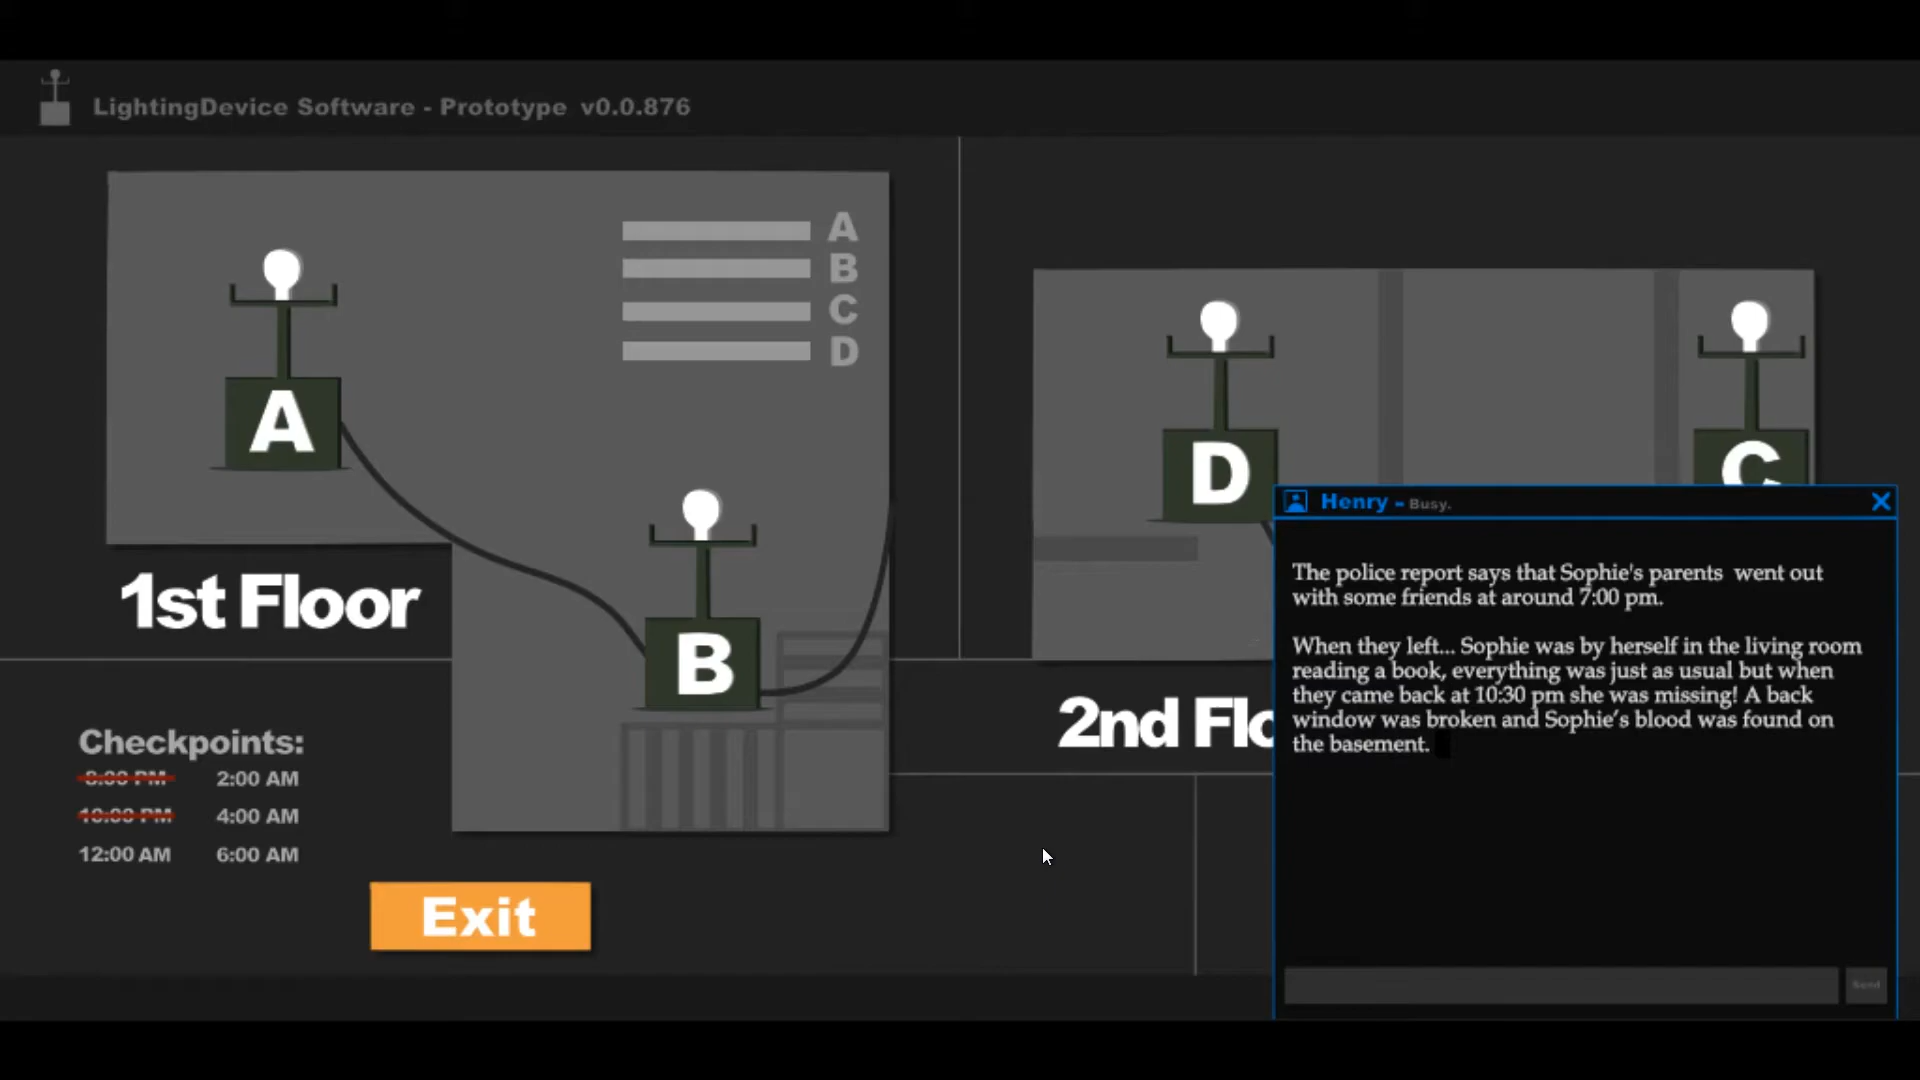 LightingDevice Software - Prototype v0.0.876
A
B
C
D
A
B
1st Floor
D
C
2nd Flo
Checkpoints:
8:00 PM 2:00 AM
10:00 PM 4:00 AM
12:00 AM 6:00 AM
Exit
Henry - Busy.
The police report says that Sophie's parents went out
with some friends at around 7:00 pm.
When they left... Sophie was by herself in the living room
reading a book, everything was just as usual but when
they came back at 10:30 pm she was missing! A back
window was broken and Sophie’s blood was found on
the basement.
Send